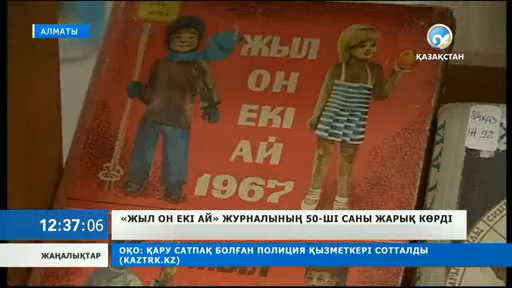 АЛМАТЫ
ҚАЗАҚСТАН
ЖЫЛ
ОН
ЕКІ
АЙ
1967
12:37:06
«ЖЫЛ ОН ЕКІ АЙ» ЖУРНАЛЫНЫҢ 50-ШІ САНЫ ЖАРЫҚ КӨРДІ
ЖАҢАЛЫҚТАР
ОҚО: ҚАРУ САТПАҚ БОЛҒАН ПОЛИЦИЯ ҚЫЗМЕТКЕРІ СОТТАЛДЫ
(KAZTRK.KZ)